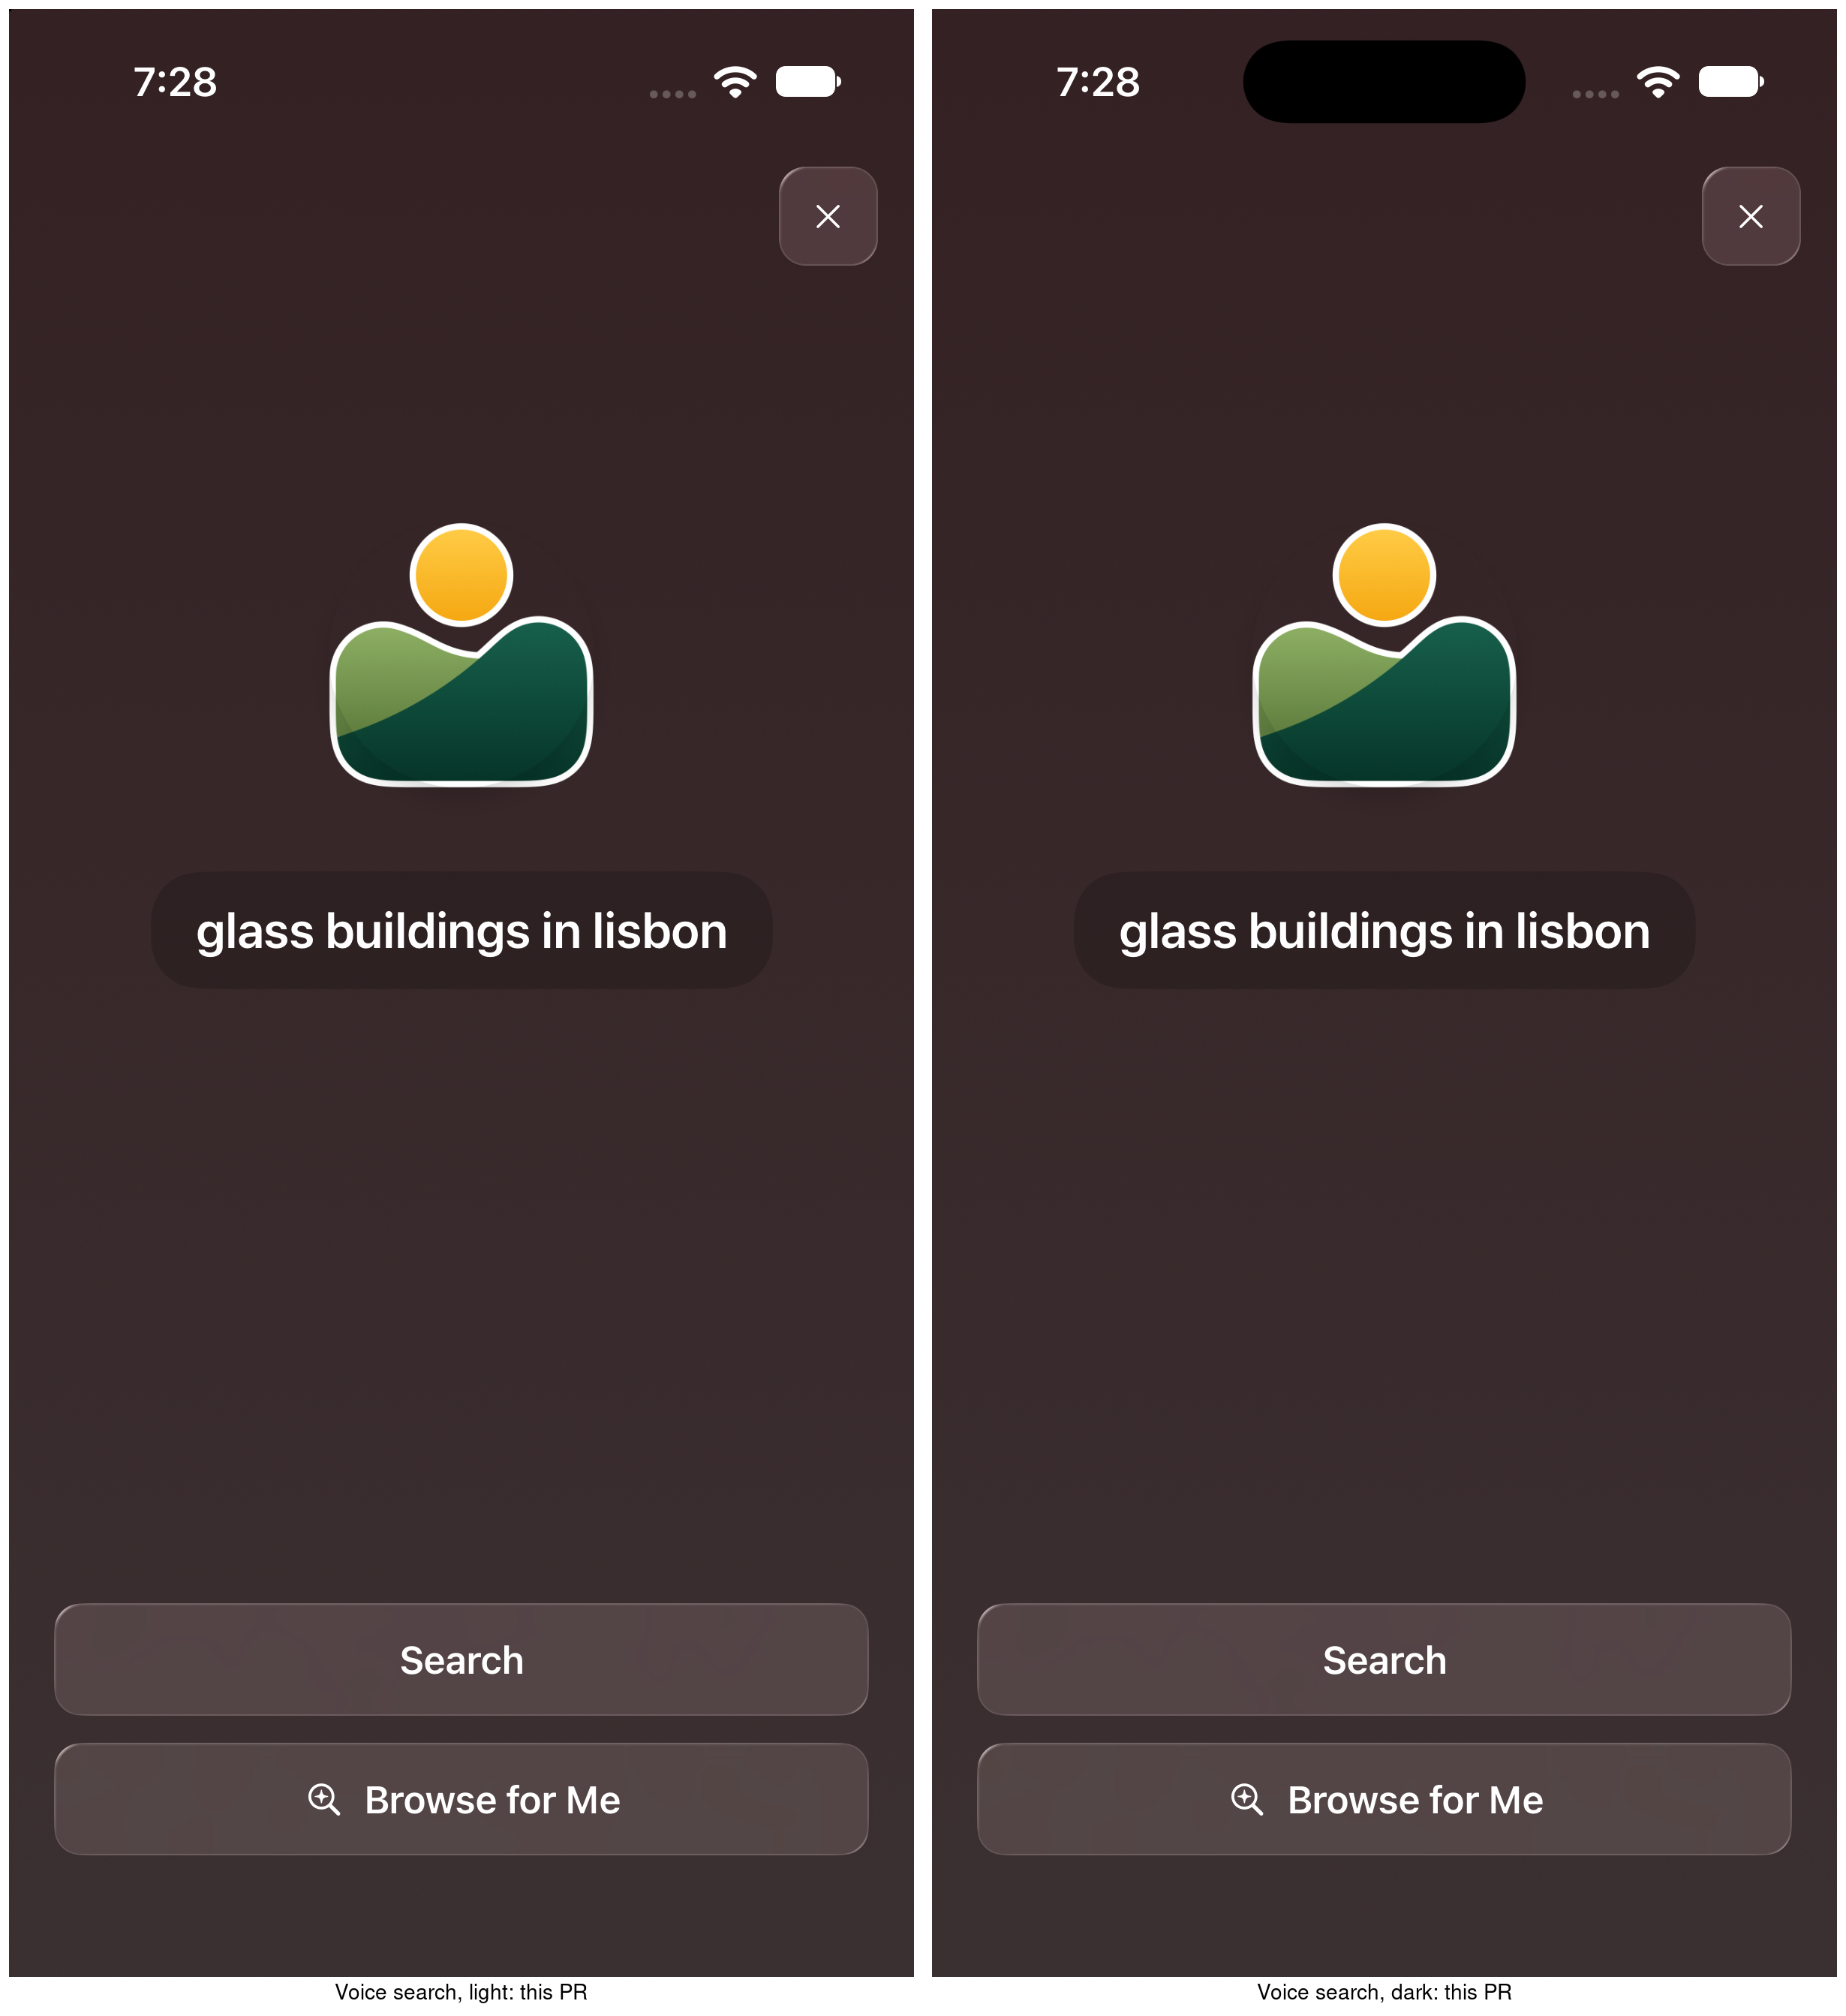 7:28
glass buildings in lisbon
Search
Browse for Me
Voice search, light: this PR
7:28
glass buildings in lisbon
Search
Browse for Me
Voice search, dark: this PR